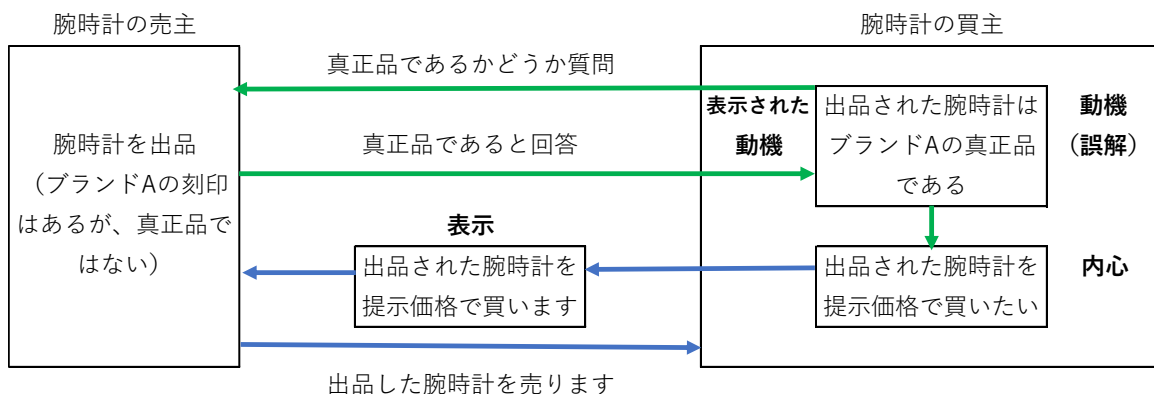 腕時計の売主
腕時計の買主
真正品であるかどうか質問
表示された
動機
出品された腕時計は
ブランドAの真正品
である
動機
（誤解）
腕時計を出品
（ブランドAの刻印
はあるが、真正品で
はない）
真正品であると回答
表示
出品された腕時計を
提示価格で買います
出品された腕時計を
提示価格で買いたい
内心
出品した腕時計を売ります